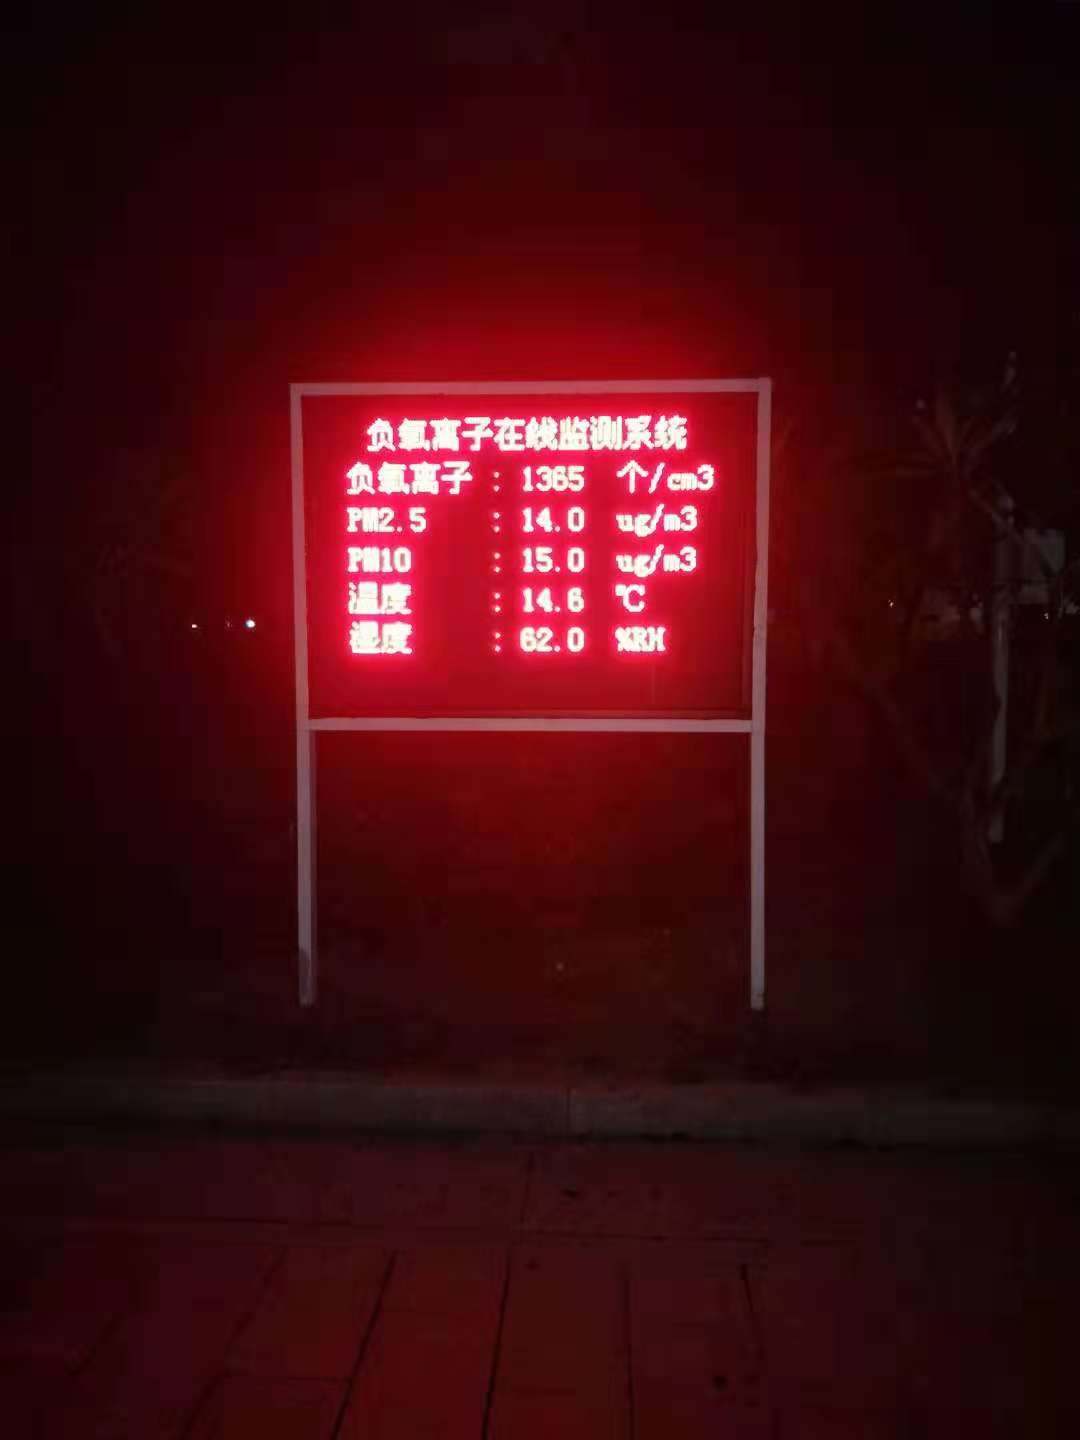 负氧离子在线监测系统
负氧离子 : 1365 个/cm3
PM2.5 : 14.0 ug/m3
PM10 : 15.0 ug/m3
温度 : 14.6 ℃
湿度 : 62.0 %RH